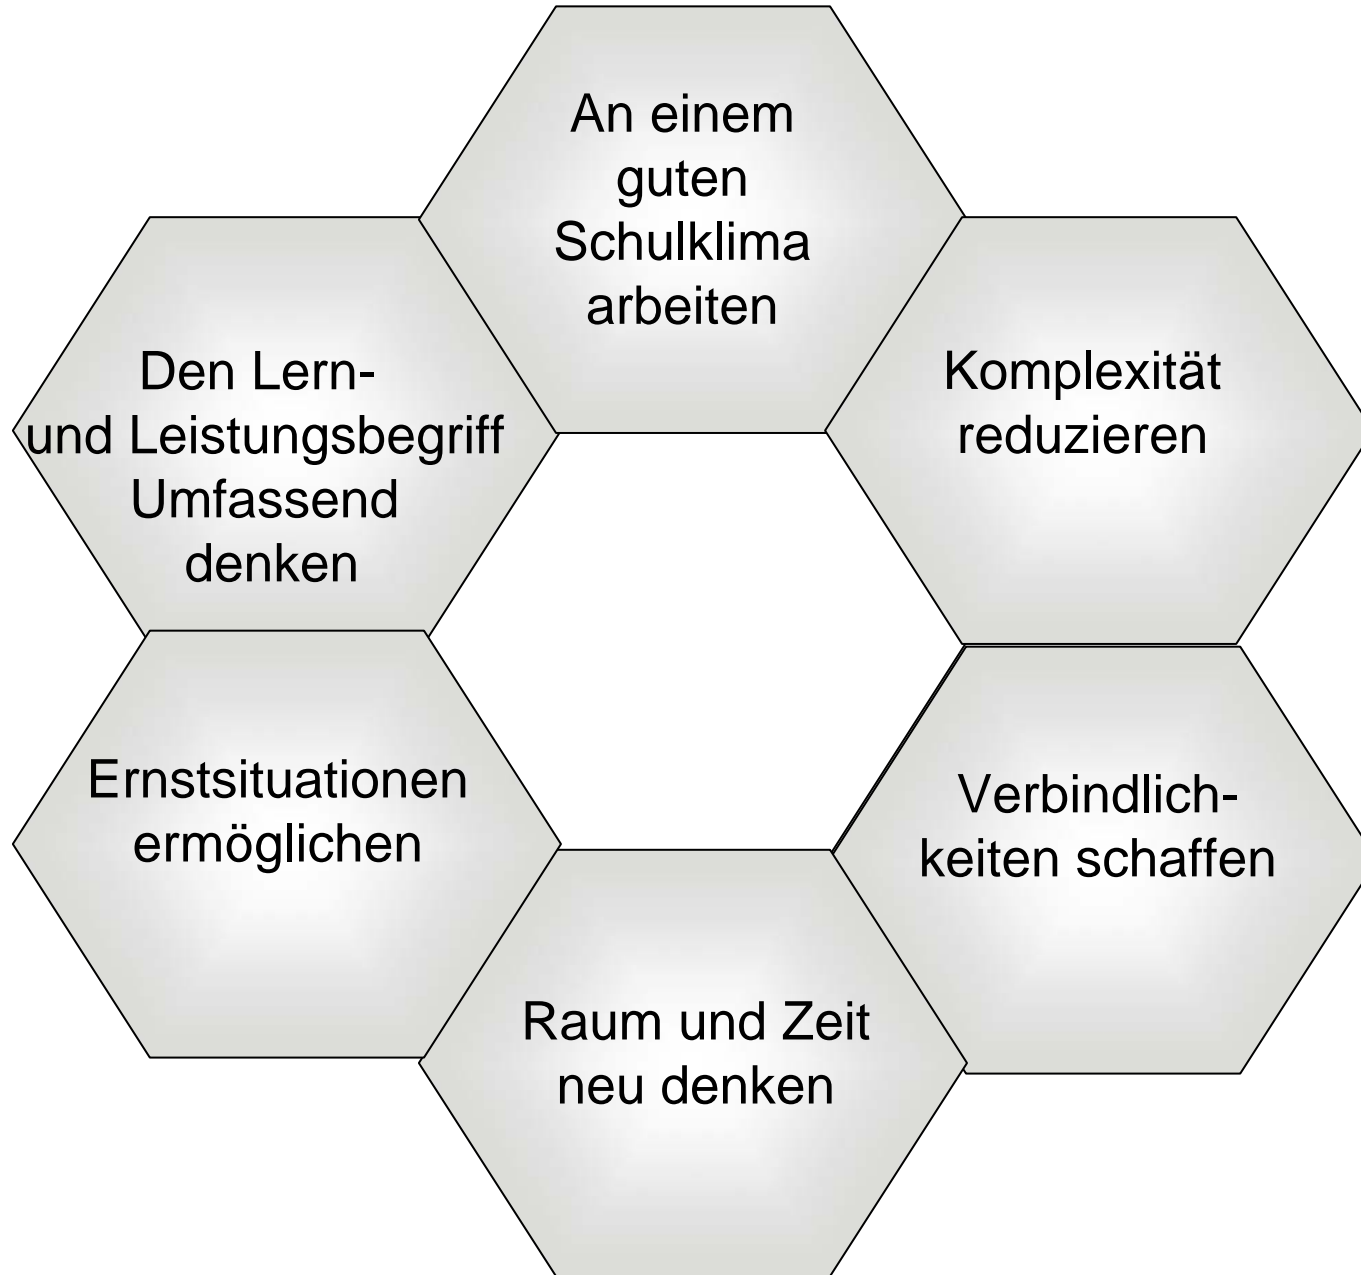 An einem
guten
Schulklima
arbeiten
Den Lern-
und Leistungsbegriff
Umfassend
denken
Komplexität
reduzieren
Ernstsituationen
ermöglichen
Verbindlich-
keiten schaffen
Raum und Zeit
neu denken